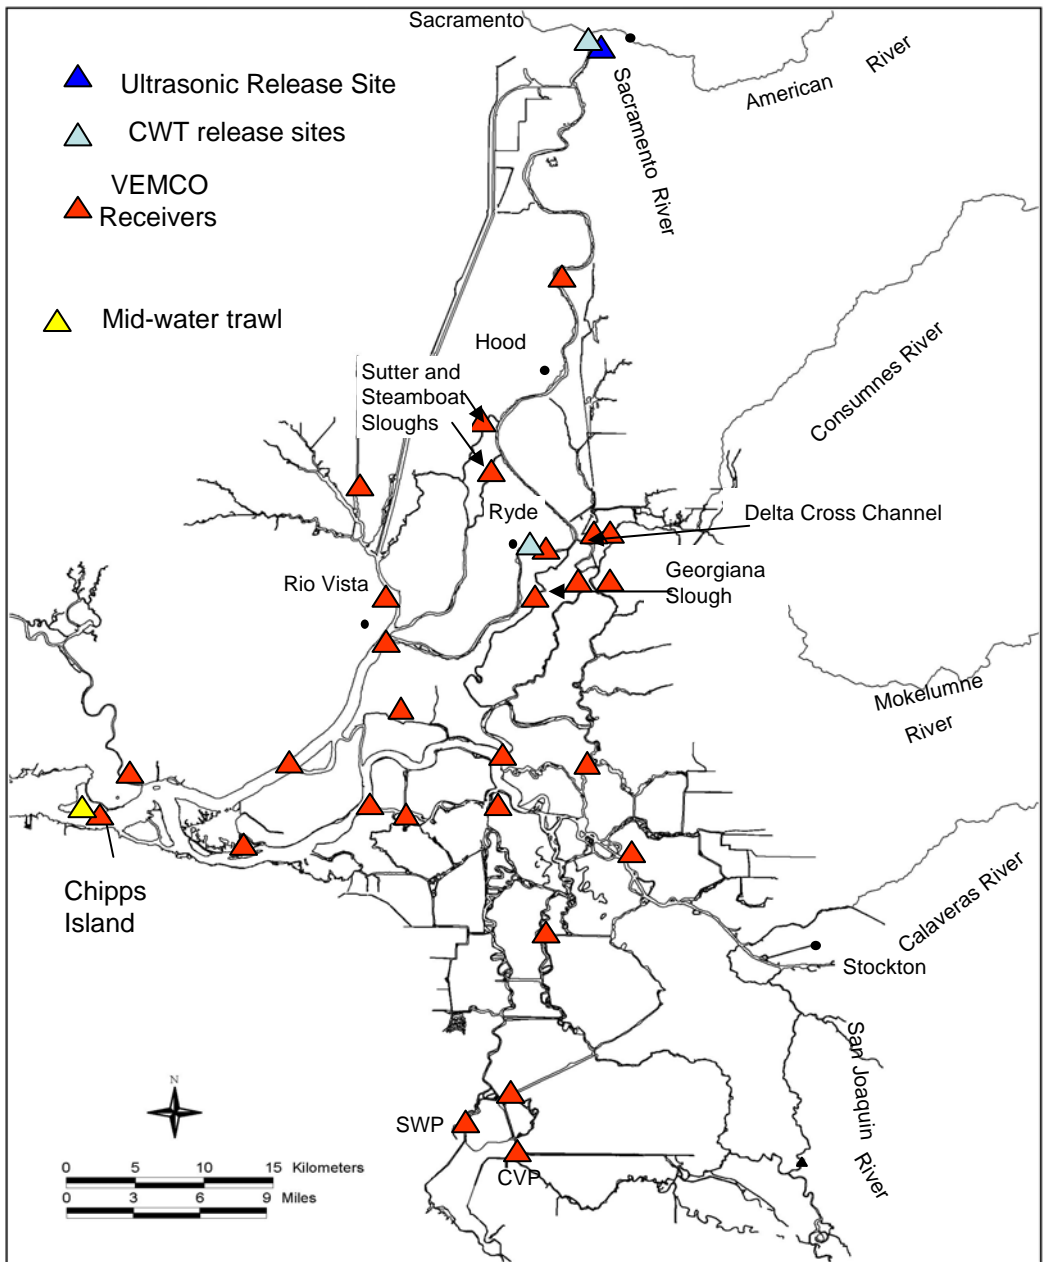 Sacramento
American
River
Ultrasonic Release Site
CWT release sites
VEMCO
Receivers
Mid-water trawl
Sacramento River
Consumnes River
Hood
Sutter and
Steamboat
Sloughs
Ryde
Delta Cross Channel
Georgiana
Slough
Rio Vista
Mokelumne
River
Chipps
Island
Calaveras River
Stockton
San Joaquin River
N
SWP
CVP
0 5 10 15 Kilometers
0 3 6 9 Miles